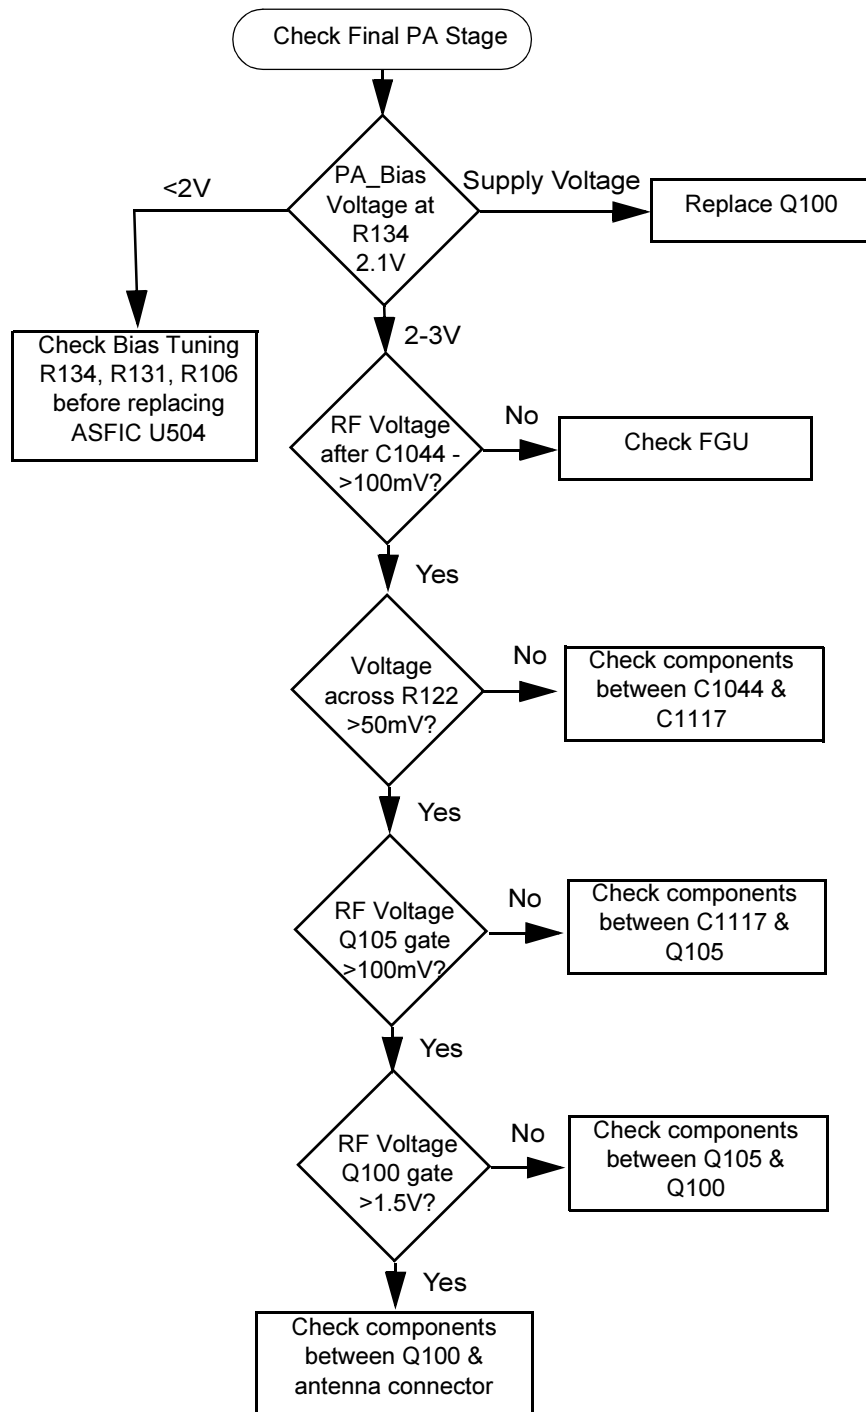 Check Final PA Stage
PA_Bias
Voltage at
R134
2.1V
<2V
Supply Voltage
Replace Q100
2-3V
Check Bias Tuning
R134, R131, R106
before replacing
ASFIC U504
RF Voltage
after C1044 -
>100mV?
No
Check FGU
Yes
Voltage
across R122
>50mV?
No
Check components
between C1044 &
C1117
Yes
RF Voltage
Q105 gate
>100mV?
No
Check components
between C1117 &
Q105
Yes
RF Voltage
Q100 gate
>1.5V?
No
Check components
between Q105 &
Q100
Yes
Check components
between Q100 &
antenna connector